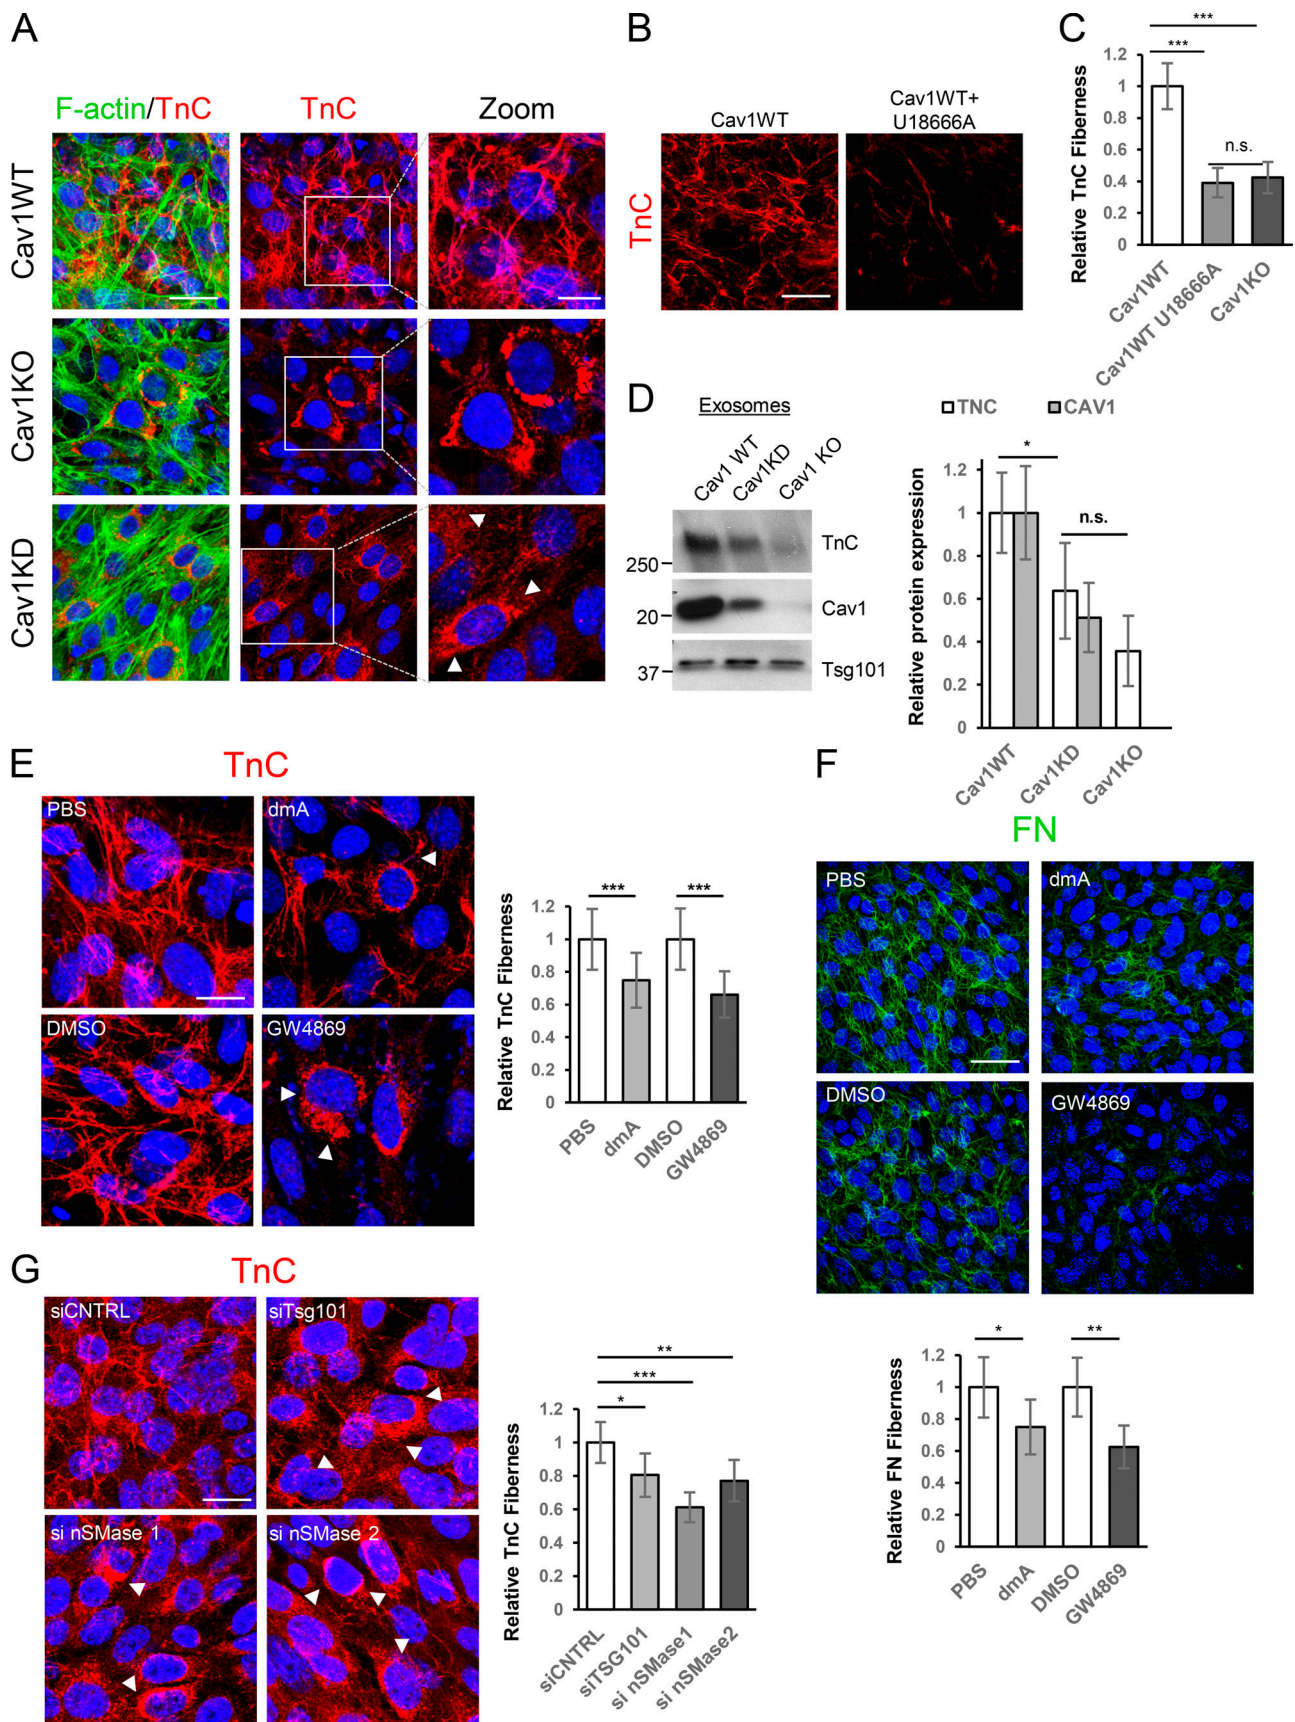 A
F-actin/TnC
TnC
Zoom
Cav1WT
Cav1KO
Cav1KD
B
Cav1WT
Cav1WT+
U18666A
TnC
C
***
***
n.s.
Relative TnC Fiberness
1.2
1
0.8
0.6
0.4
0.2
0
Cav1WT
Cav1WT U18666A
Cav1KO
D
Exosomes
Cav1 WT
Cav1KD
Cav1 KO
TnC
250
Cav1
20
Tsg101
37
TNC
CAV1
*
n.s.
Relative protein expression
1.2
1
0.8
0.6
0.4
0.2
0
Cav1WT
Cav1KD
Cav1KO
E
TnC
PBS
dmA
DMSO
GW4869
***
***
Relative TnC Fiberness
1.2
1
0.8
0.6
0.4
0.2
0
PBS
dmA
DMSO
GW4869
F
FN
PBS
dmA
DMSO
GW4869
*
**
Relative FN Fiberness
1.2
1
0.8
0.6
0.4
0.2
0
PBS
dmA
DMSO
GW4869
G
TnC
siCNTRL
siTsg101
si nSMase 1
si nSMase 2
**
***
*
Relative TnC Fiberness
1.2
1
0.8
0.6
0.4
0.2
0
siCNTRL
siTSG101
si nSMase1
si nSMase2